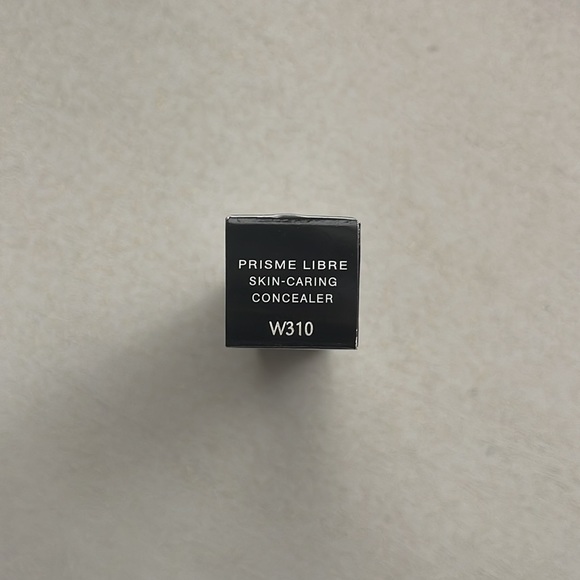 PRISME LIBRE
SKIN-CARING
CONCEALER
W310